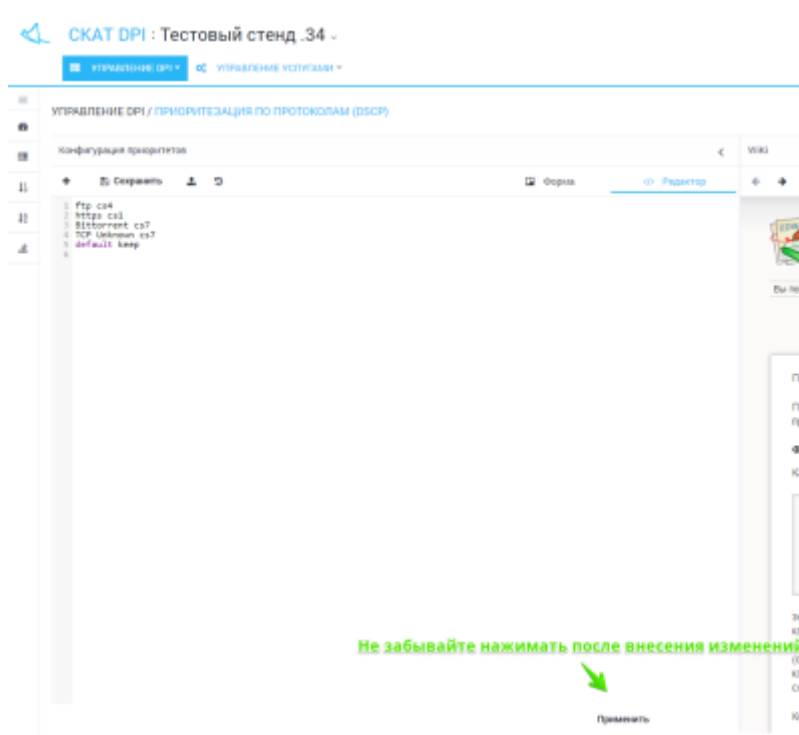 СКАТ DPI : Тестовый стенд .34
УПРАВЛЕНИЕ DPI
УПРАВЛЕНИЕ УСЛУГАМИ
УПРАВЛЕНИЕ DPI / ПРИОРИТЕЗАЦИЯ ПО ПРОТОКОЛАМ (DSCP)
Конфигурация приоритетов
Wiki
Сохранить
Форма
</> Редактор
1 ftp cs4
2 https cs1
3 Bittorrent cs7
4 TCP Unknown cs7
5 default keep
6
Не забывайте нажимать после внесения изменений
Применить